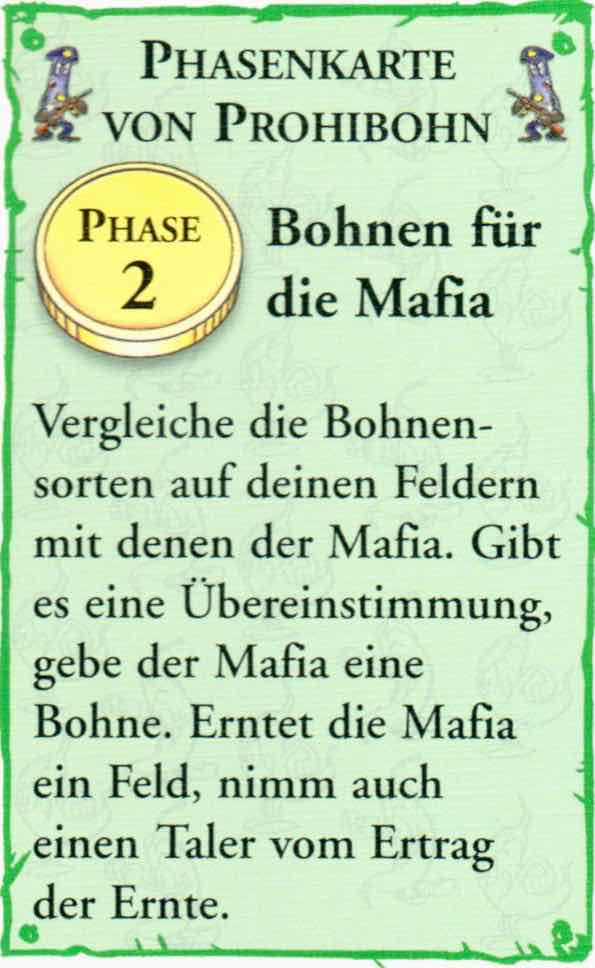 PHASENKARTE
VON PROHIBOHN
PHASE
2
Bohnen für
die Mafia
Vergleiche die Bohnen-
sorten auf deinen Feldern
mit denen der Mafia. Gibt
es eine Übereinstimmung,
gebe der Mafia eine
Bohne. Erntet die Mafia
ein Feld, nimm auch
einen Taler vom Ertrag
der Ernte.